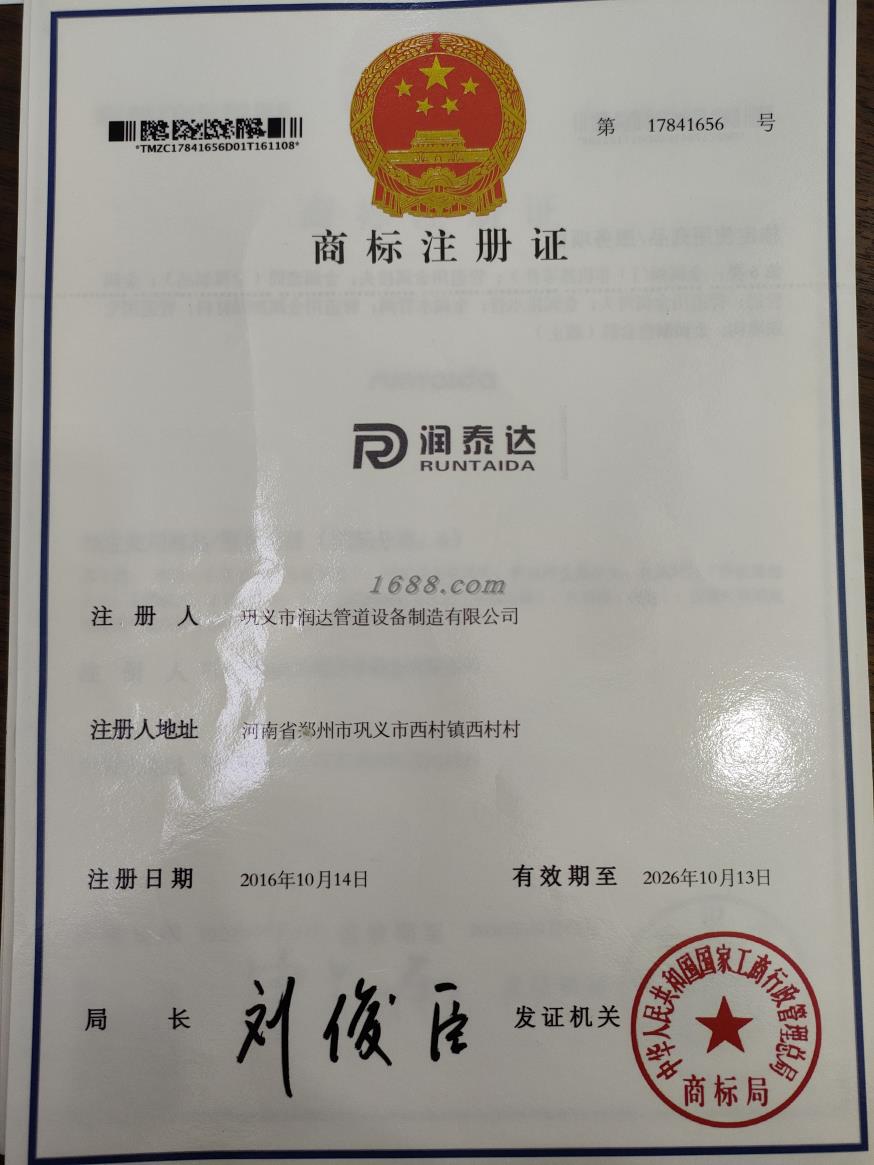 *TMZC17841656D01T161108*
第 17841656 号
商标注册证
润泰达
RUNTAIDA
1688.com
注册人 巩义市润达管道设备制造有限公司
注册人地址 河南省郑州市巩义市西村镇西村村
注册日期 2016年10月14日 有效期至 2026年10月13日
局长 刘俊臣 发证机关
中华人民共和国国家工商行政管理总局
商标局